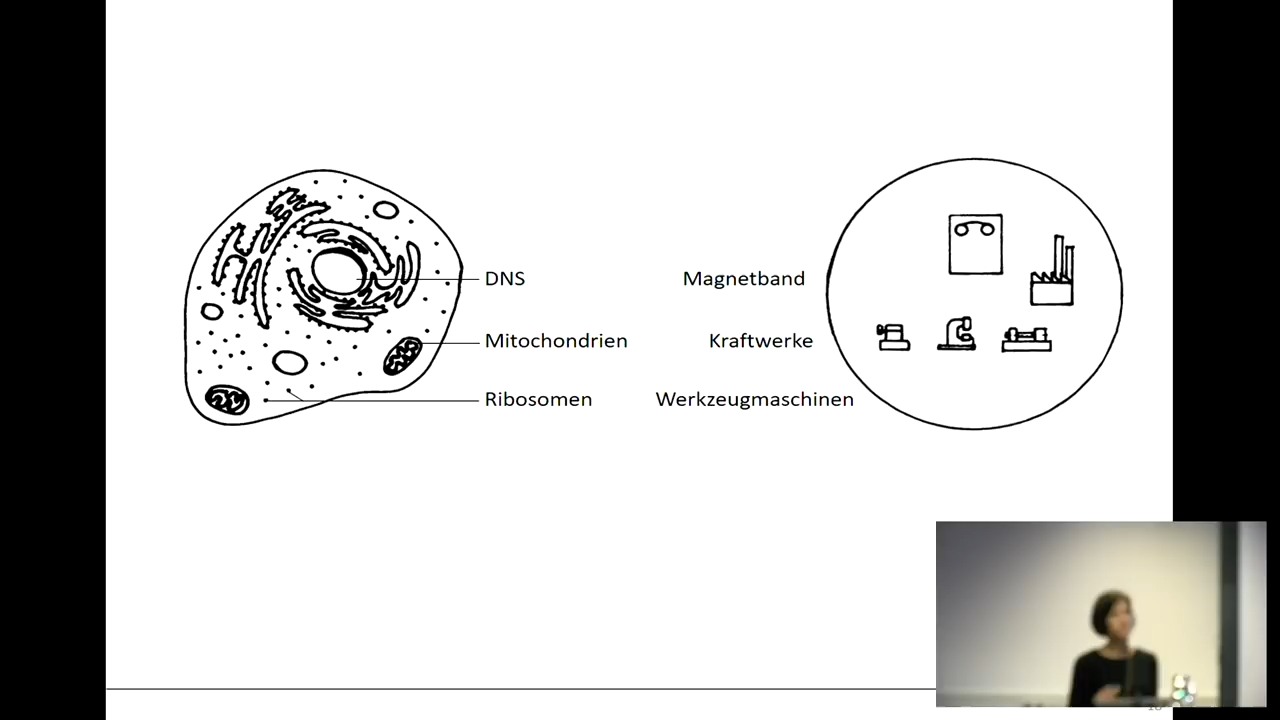 DNS
Magnetband
Mitochondrien
Kraftwerke
Ribosomen
Werkzeugmaschinen